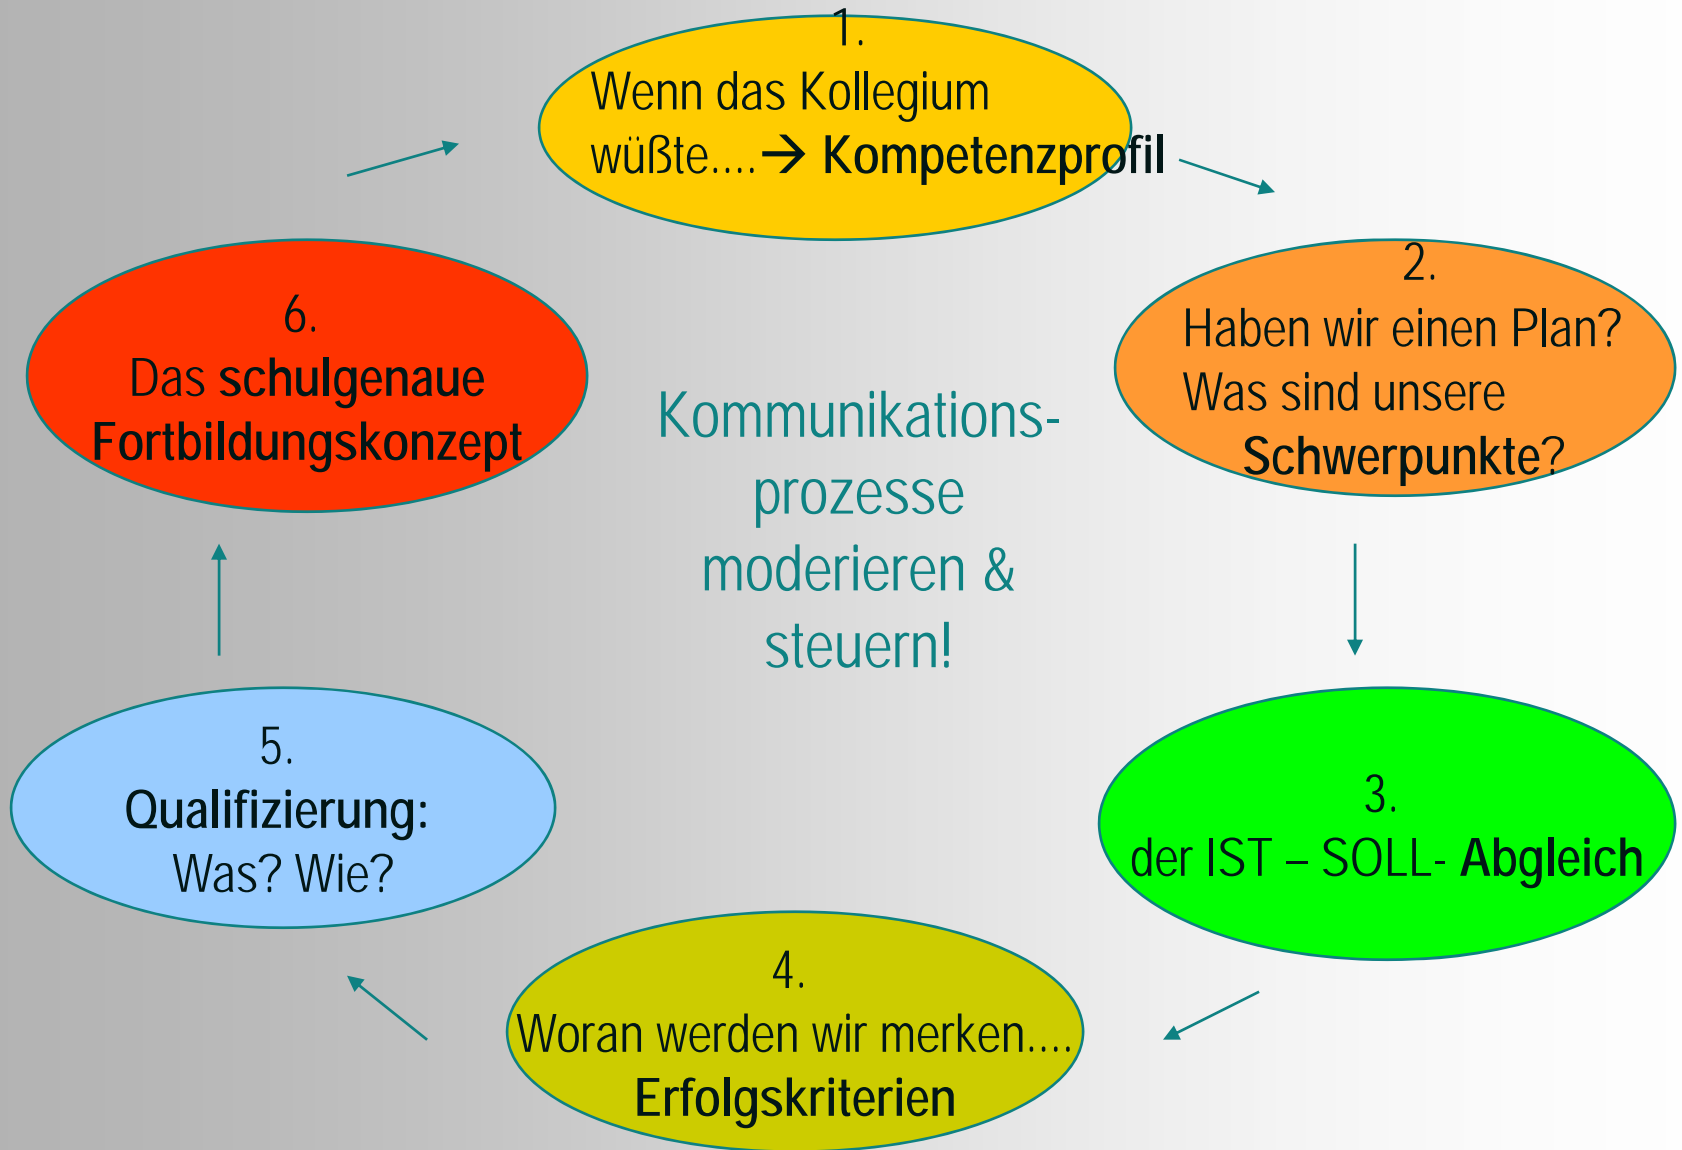 1.
Wenn das Kollegium
wüßte....→ Kompetenzprofil
2.
Haben wir einen Plan?
Was sind unsere
Schwerpunkte?
3.
der IST – SOLL- Abgleich
4.
Woran werden wir merken....
Erfolgskriterien
5.
Qualifizierung:
Was? Wie?
6.
Das schulgenaue
Fortbildungskonzept
Kommunikations-
prozesse
moderieren &
steuern!